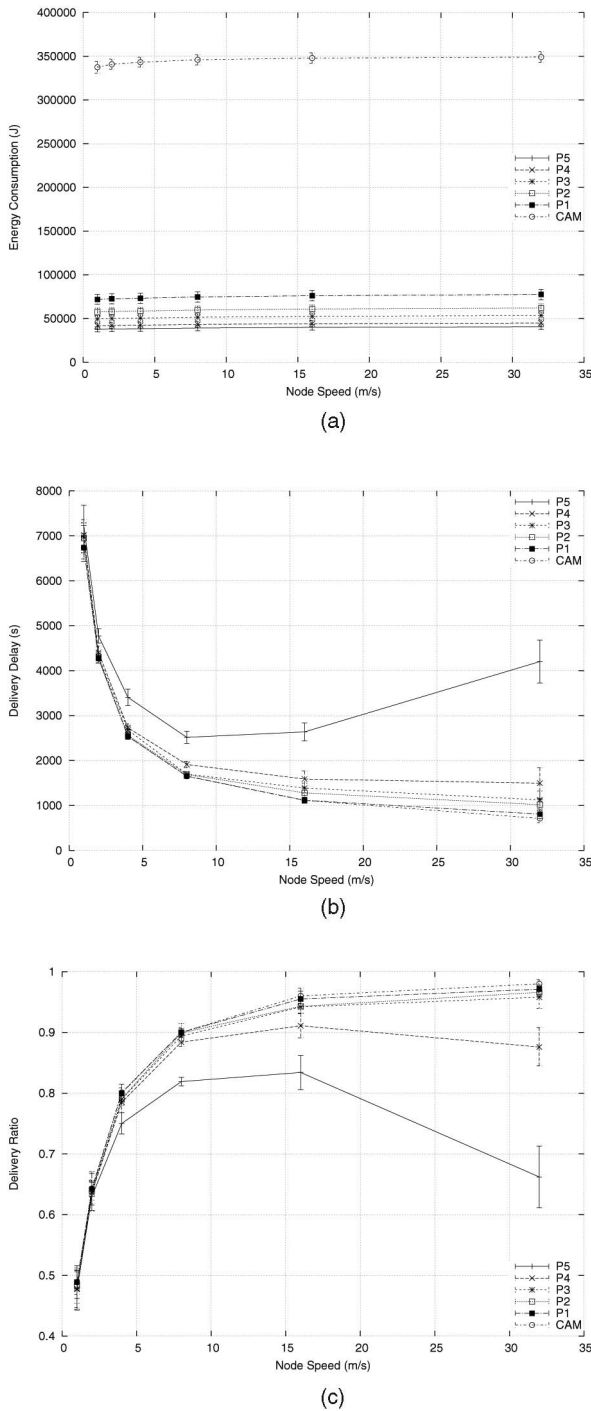 400000
350000
300000
250000
200000
150000
100000
50000
0
Energy Consumption (J)
P5
P4
P3
P2
P1
CAM
0 5 10 15 20 25 30 35
Node Speed (m/s)
(a)
8000
7000
6000
5000
4000
3000
2000
1000
0
Delivery Delay (s)
P5
P4
P3
P2
P1
CAM
0 5 10 15 20 25 30 35
Node Speed (m/s)
(b)
1
0.9
0.8
0.7
0.6
0.5
0.4
Delivery Ratio
P5
P4
P3
P2
P1
CAM
0 5 10 15 20 25 30 35
Node Speed (m/s)
(c)